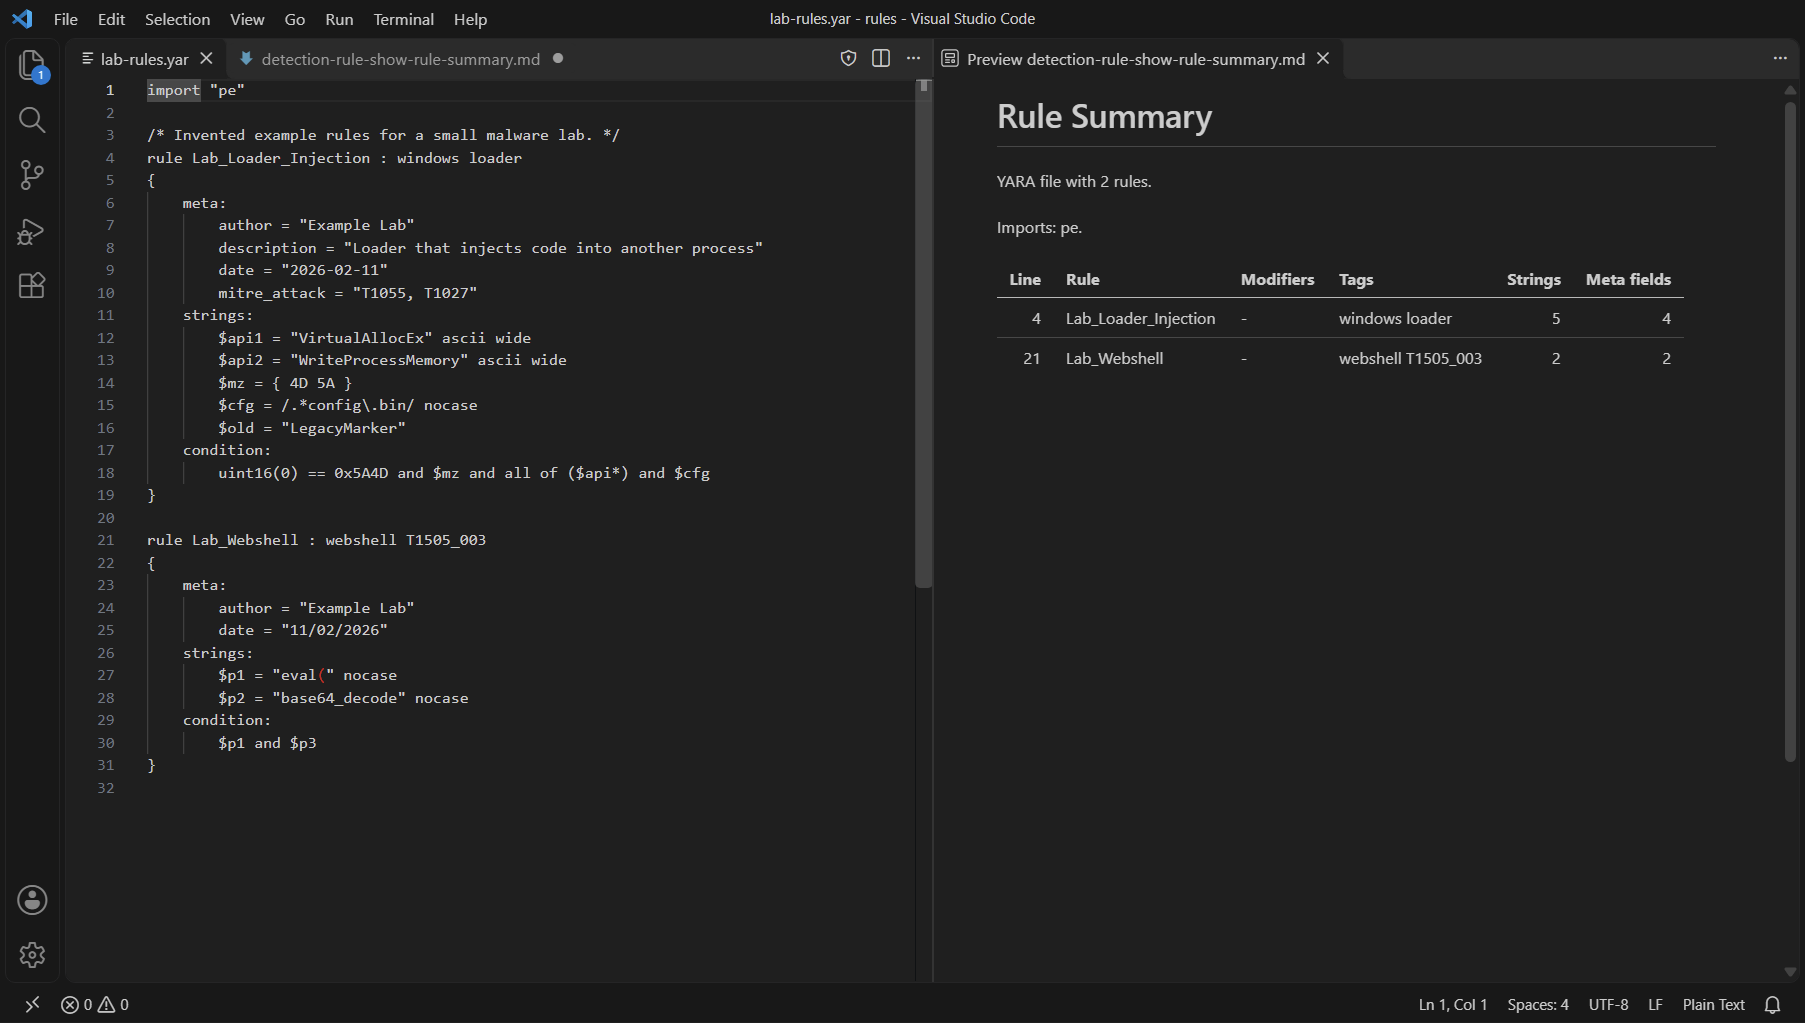 File Edit Selection View Go Run Terminal Help
lab-rules.yar - rules - Visual Studio Code
lab-rules.yar
detection-rule-show-rule-summary.md
Preview detection-rule-show-rule-summary.md
1
1 import "pe"
2
3 /* Invented example rules for a small malware lab. */
4 rule Lab_Loader_Injection : windows loader
5 {
6 meta:
7 author = "Example Lab"
8 description = "Loader that injects code into another process"
9 date = "2026-02-11"
10 mitre_attack = "T1055, T1027"
11 strings:
12 $api1 = "VirtualAllocEx" ascii wide
13 $api2 = "WriteProcessMemory" ascii wide
14 $mz = { 4D 5A }
15 $cfg = /.*config\.bin/ nocase
16 $old = "LegacyMarker"
17 condition:
18 uint16(0) == 0x5A4D and $mz and all of ($api*) and $cfg
19 }
20
21 rule Lab_Webshell : webshell T1505_003
22 {
23 meta:
24 author = "Example Lab"
25 date = "11/02/2026"
26 strings:
27 $p1 = "eval(" nocase
28 $p2 = "base64_decode" nocase
29 condition:
30 $p1 and $p3
31 }
32
Rule Summary
YARA file with 2 rules.
Imports: pe.
Line Rule Modifiers Tags Strings Meta fields
4 Lab_Loader_Injection - windows loader 5 4
21 Lab_Webshell - webshell T1505_003 2 2
0 0
Ln 1, Col 1 Spaces: 4 UTF-8 LF Plain Text